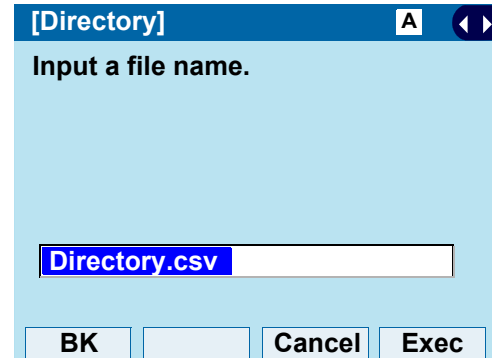 [Directory] A
Input a file name.
Directory.csv
BK Cancel Exec